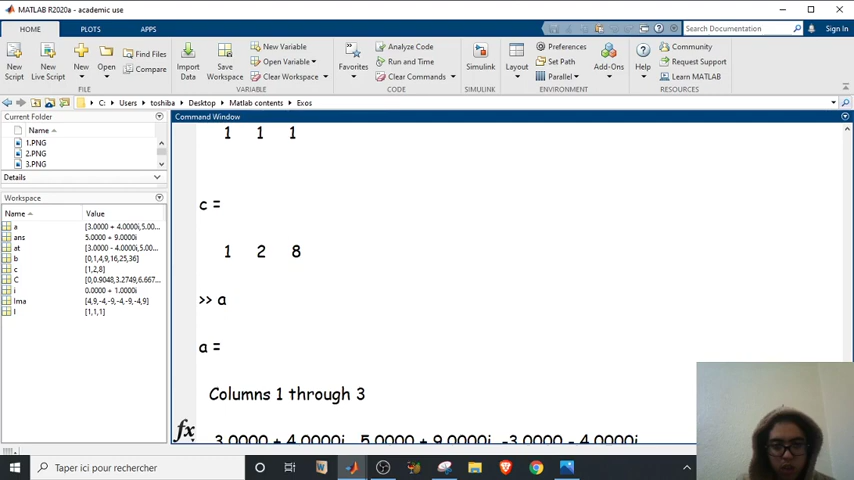 MATLAB R2020a - academic use
HOME PLOTS APPS
Search Documentation
Sign In
New Script
New Live Script
New
Open
Find Files
Compare
Import Data
Save Workspace
New Variable
Open Variable
Clear Workspace
Favorites
Analyze Code
Run and Time
Clear Commands
Simulink
Layout
Preferences
Set Path
Parallel
Add-Ons
Help
Community
Request Support
Learn MATLAB
FILE VARIABLE CODE SIMULINK ENVIRONMENT RESOURCES
C: Users toshiba Desktop Matlab contents Exos
Current Folder
Name
1.PNG
2.PNG
3.PNG
Details
Workspace
Name Value
a [3.0000 + 4.0000i,5.00...
ans 5.0000 + 9.0000i
at [3.0000 - 4.0000i,5.00...
b [0,1,4,9,16,25,36]
c [1,2,8]
C [0,0.9048,3.2749,6.667...
i 0.0000 + 1.0000i
Ima [4,9,-4,-9,-4,-9,-4,9]
l [1,1,1]
Command Window
1 1 1
c =
1 2 8
>> a
a =
Columns 1 through 3
3.0000 + 4.0000i 5.0000 + 9.0000i -3.0000 - 4.0000i
fx
Taper ici pour rechercher